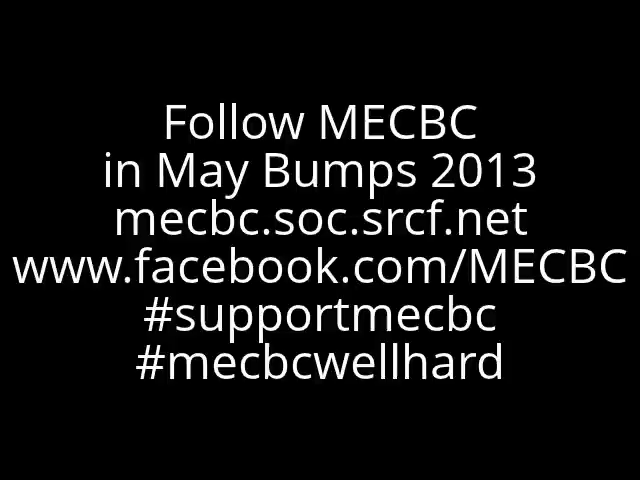 Follow MECBC
in May Bumps 2013
mecbc.soc.srcf.net
www.facebook.com/MECBC
#supportmecbc
#mecbcwellhard